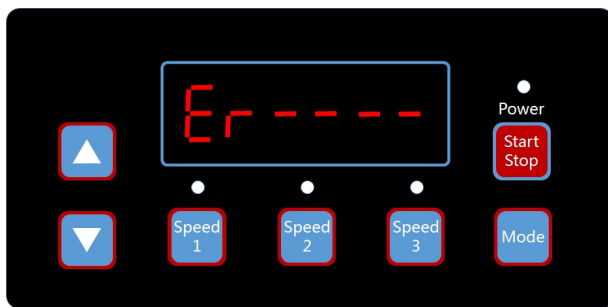 Er----
Power
Start
Stop
Speed
1
Speed
2
Speed
3
Mode